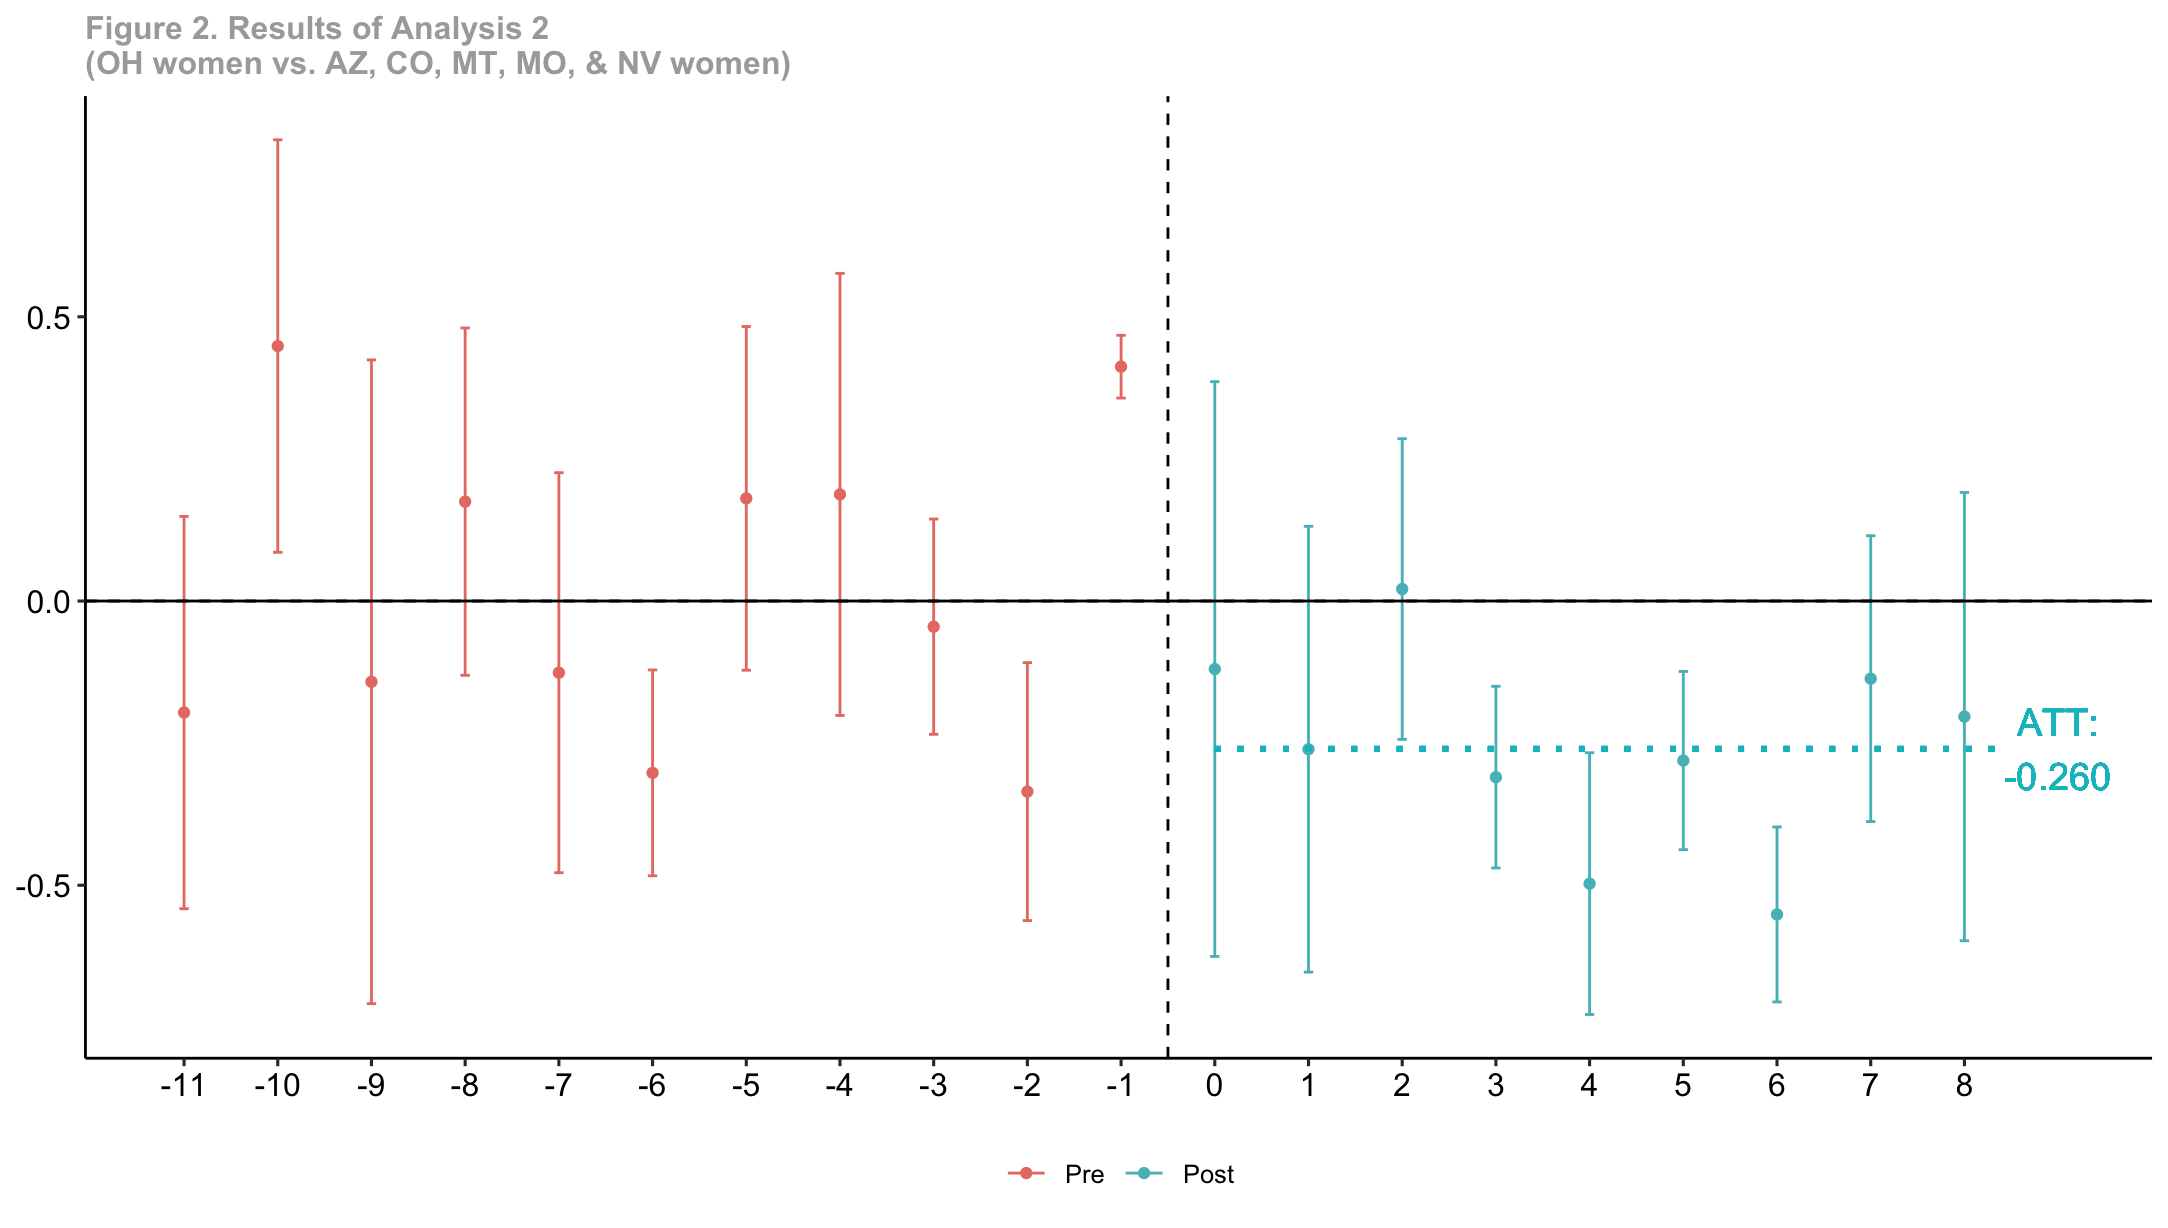 Figure 2. Results of Analysis 2
(OH women vs. AZ, CO, MT, MO, & NV women)
0.5
0.0
-0.5
ATT:
-0.260
-11 -10 -9 -8 -7 -6 -5 -4 -3 -2 -1 0 1 2 3 4 5 6 7 8
Pre Post